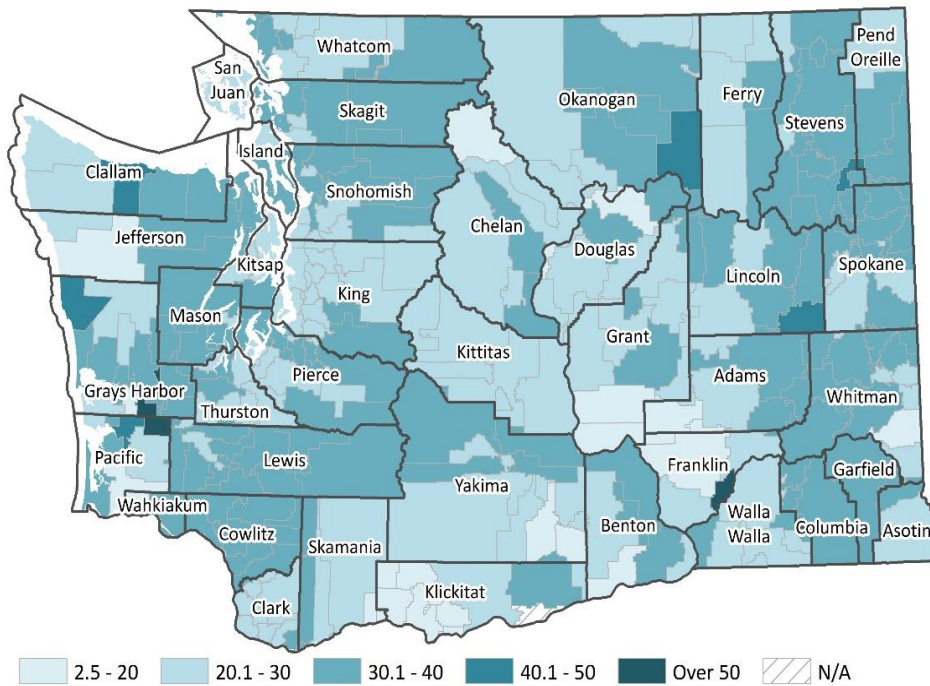 Whatcom
Pend
Oreille
San
Juan
Okanogan
Ferry
Skagit
Stevens
Island
Clallam
Snohomish
Chelan
Jefferson
Douglas
Kitsap
Lincoln
Spokane
King
Mason
Grant
Kittitas
Pierce
Adams
Grays Harbor
Whitman
Thurston
Pacific
Lewis
Franklin
Garfield
Yakima
Wahkiakum
Walla
Walla
Benton
Columbia
Asotin
Cowlitz
Skamania
Klickitat
Clark
2.5 - 20 20.1 - 30 30.1 - 40 40.1 - 50 Over 50 N/A